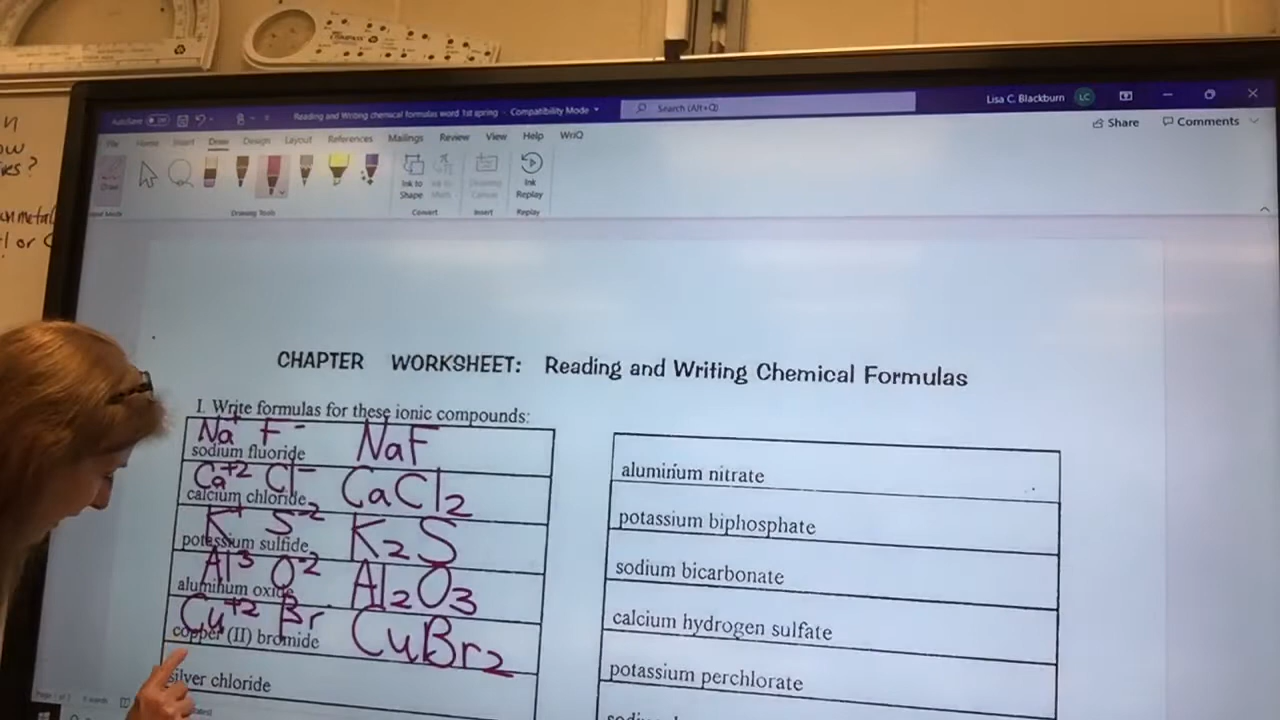 AutoSave Off Reading and Writing chemical formulas word 1st spring - Compatibility Mode Search (Alt+Q) Lisa C. Blackburn LC
File Home Insert Draw Design Layout References Mailings Review View Help WriQ Share Comments
Draw Ink to Shape Ink to Math Drawing Canvas Ink Replay
Drawing Tools Convert Insert Replay
CHAPTER WORKSHEET: Reading and Writing Chemical Formulas
I. Write formulas for these ionic compounds:
Na+ F- NaF
sodium fluoride
Ca+2 Cl- CaCl2
calcium chloride
K+ S-2 K2S
potassium sulfide
Al3 O-2 Al2O3
aluminum oxide
Cu+2 Br- CuBr2
copper (II) bromide
silver chloride
aluminum nitrate
potassium biphosphate
sodium bicarbonate
calcium hydrogen sulfate
potassium perchlorate